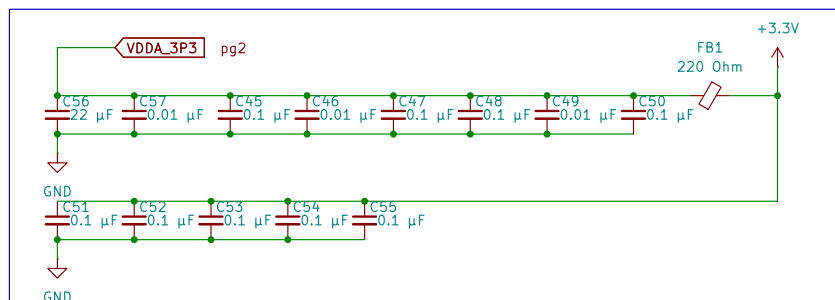 +3.3V
VDDA_3P3 pg2
FB1
220 Ohm
C56 C57 C45 C46 C47 C48 C49 C50
22 µF 0.01 µF 0.1 µF 0.01 µF 0.1 µF 0.1 µF 0.01 µF 0.1 µF
GND
C51 C52 C53 C54 C55
0.1 µF 0.1 µF 0.1 µF 0.1 µF 0.1 µF
GND